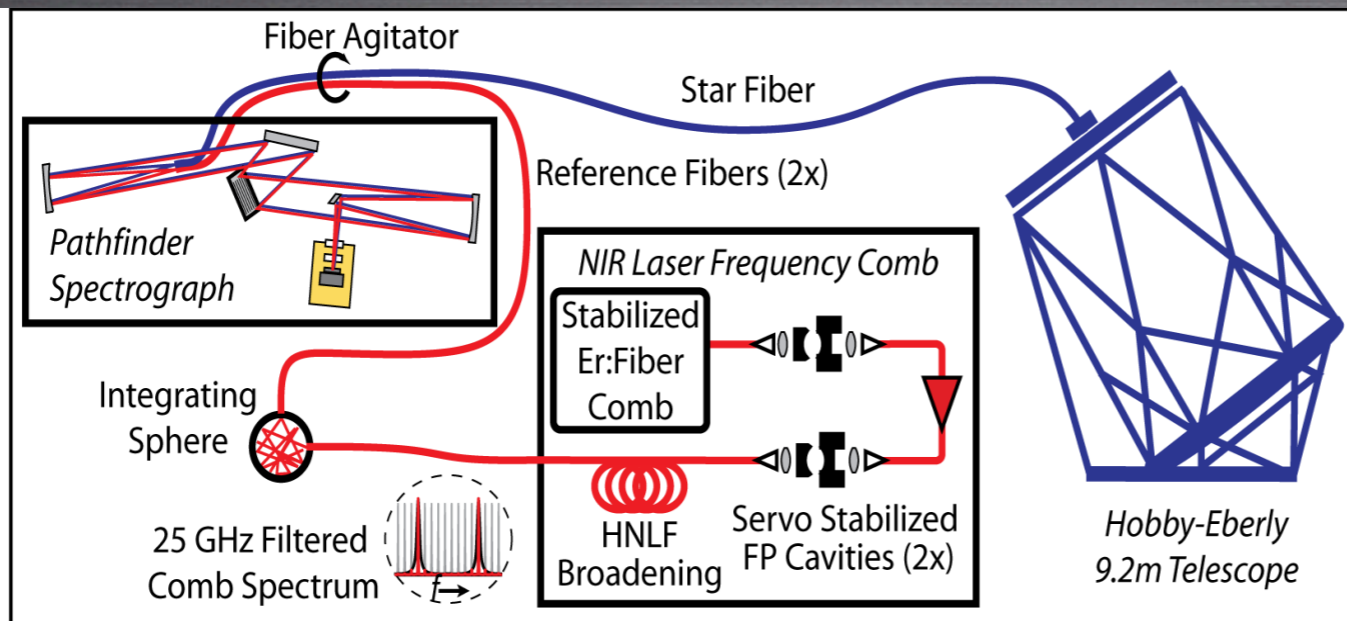 Fiber Agitator
Star Fiber
Reference Fibers (2x)
Pathfinder
Spectrograph
NIR Laser Frequency Comb
Stabilized
Er:Fiber
Comb
Integrating
Sphere
25 GHz Filtered
Comb Spectrum
f
HNLF
Broadening
Servo Stabilized
FP Cavities (2x)
Hobby-Eberly
9.2m Telescope